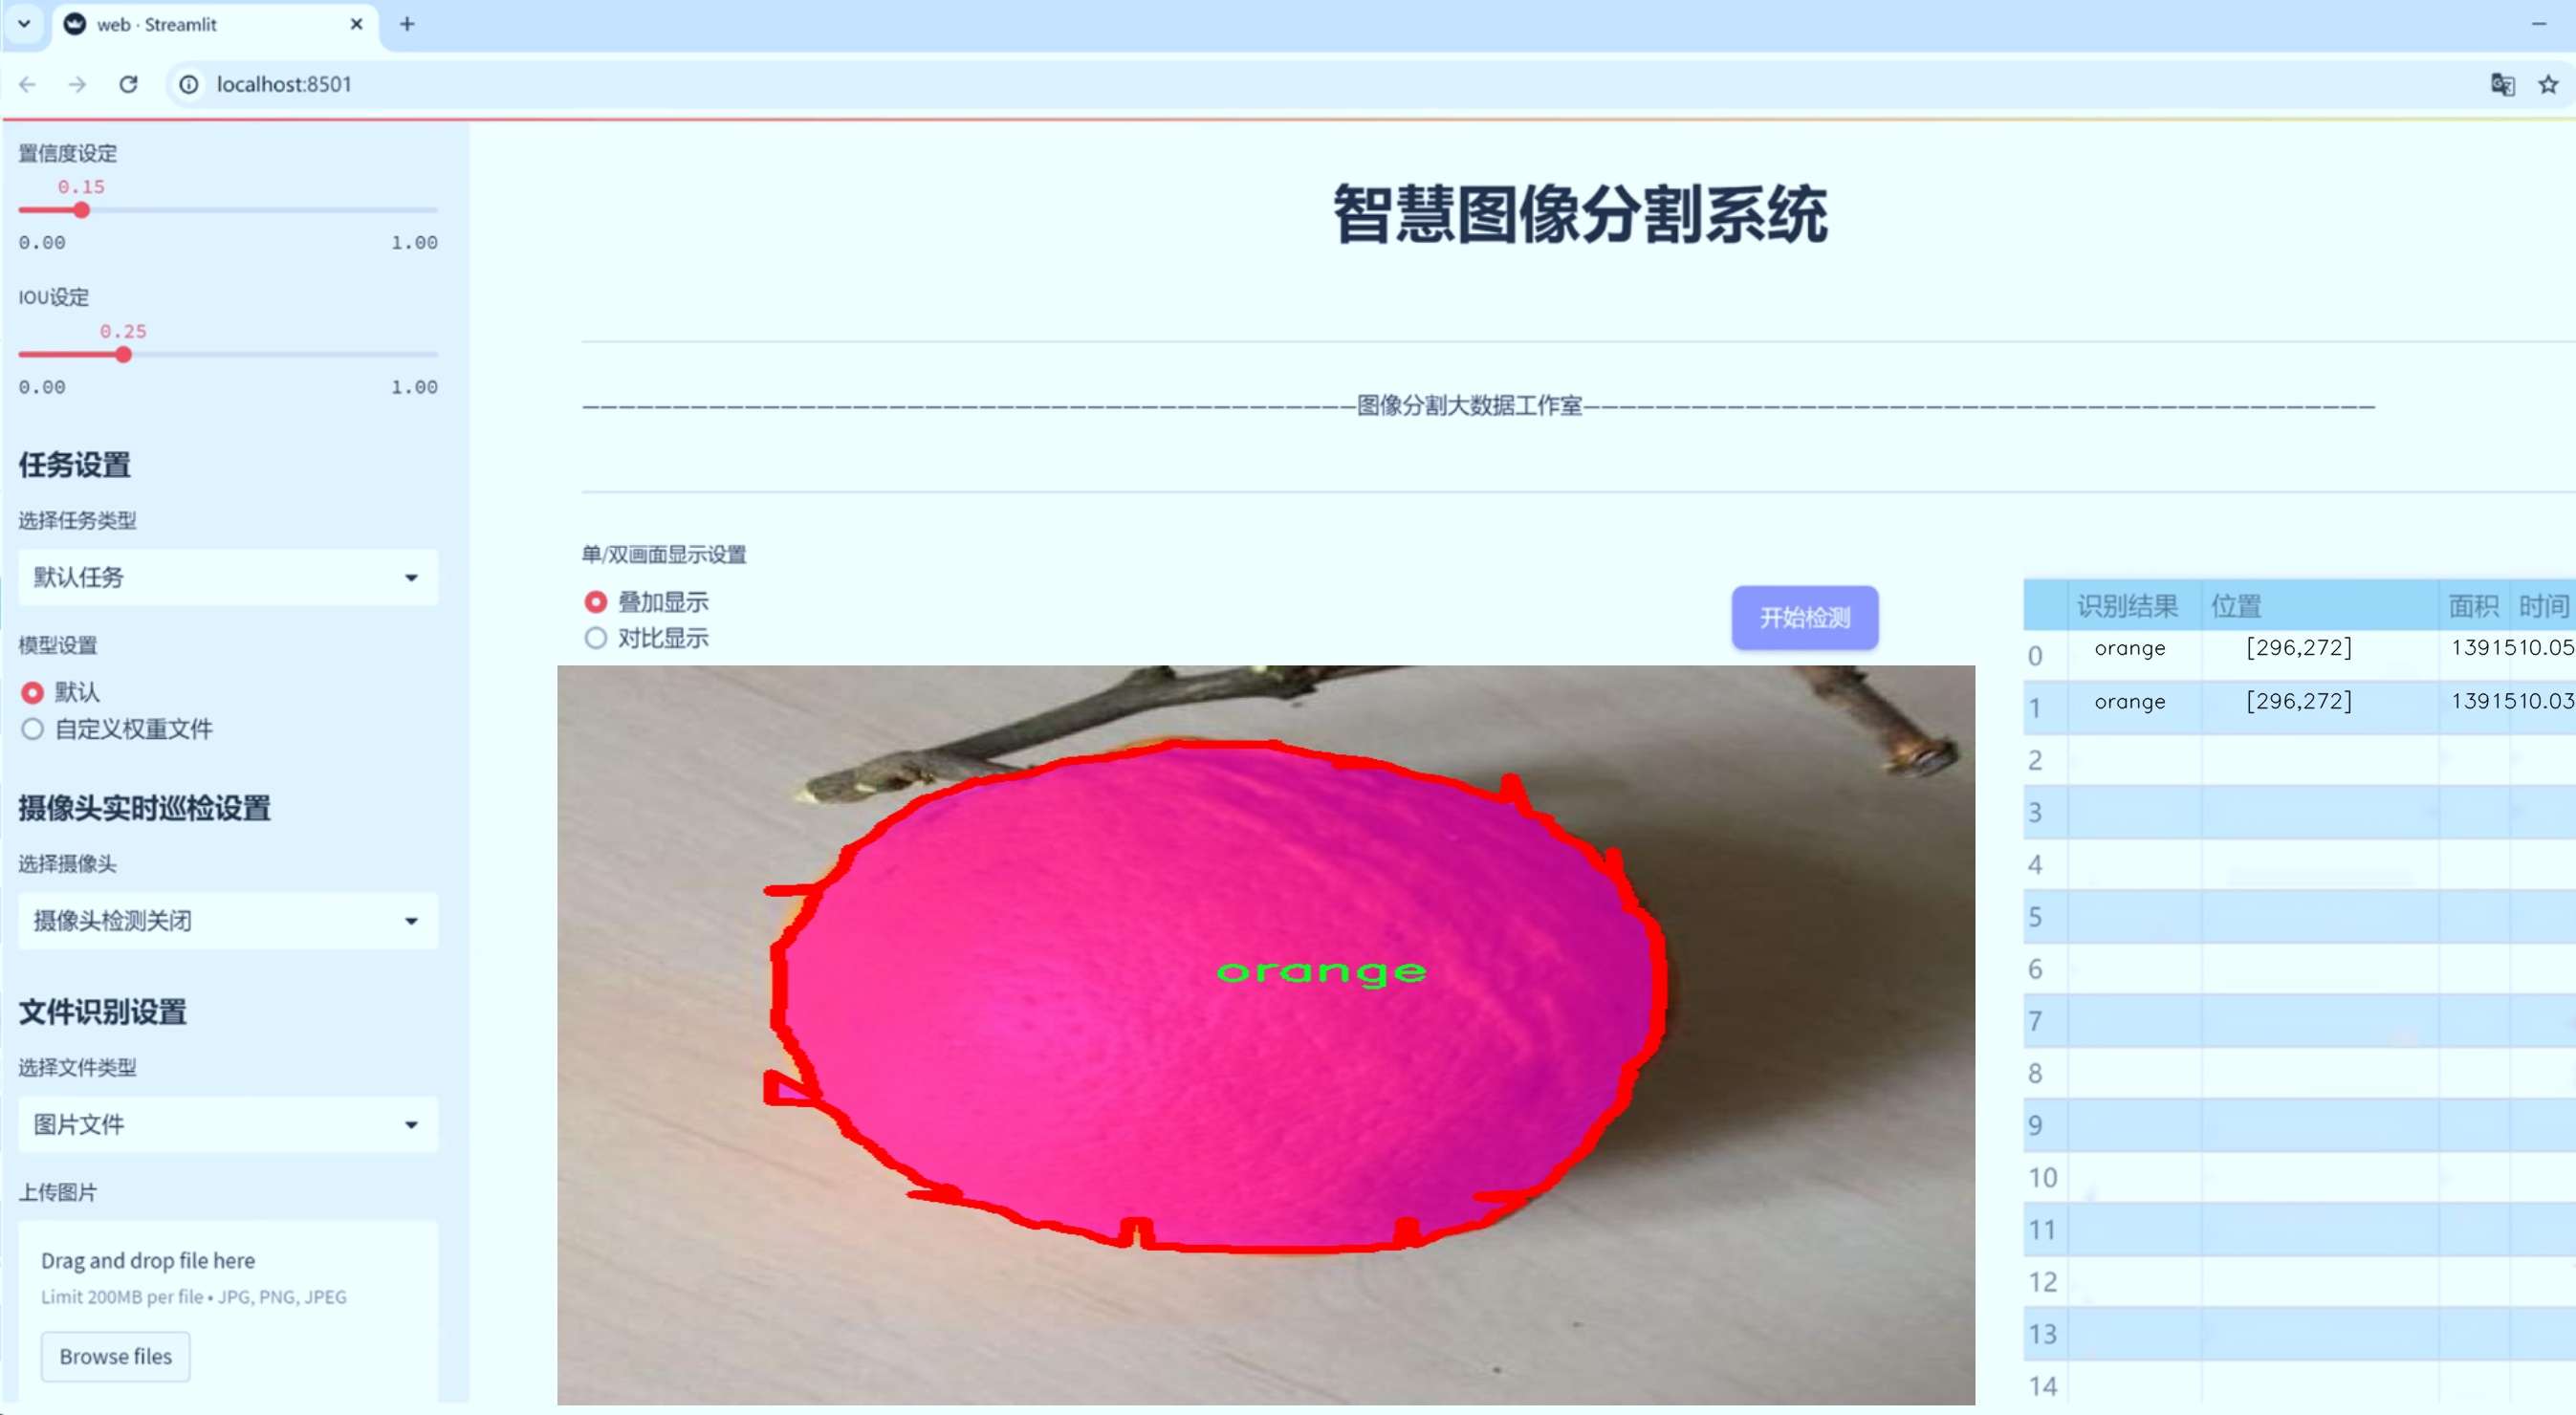 web · Streamlit
localhost:8501
置信度设定
0.15
0.00 1.00
IOU设定
0.25
0.00 1.00
任务设置
选择任务类型
默认任务
模型设置
默认
自定义权重文件
摄像头实时巡检设置
选择摄像头
摄像头检测关闭
文件识别设置
选择文件类型
图片文件
上传图片
Drag and drop file here
Limit 200MB per file • JPG, PNG, JPEG
Browse files
智慧图像分割系统
图像分割大数据工作室
单/双画面显示设置
叠加显示
对比显示
开始检测
orange
识别结果 位置 面积 时间
0 orange [296,272] 1391510.05
1 orange [296,272] 1391510.03
2
3
4
5
6
7
8
9
10
11
12
13
14